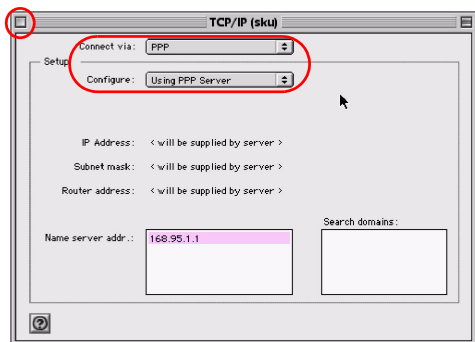 TCP/IP (sku)
Connect via: PPP
Setup
Configure: Using PPP Server
IP Address: < will be supplied by server >
Subnet mask: < will be supplied by server >
Router address: < will be supplied by server >
Search domains:
Name server addr.: 168.95.1.1
?